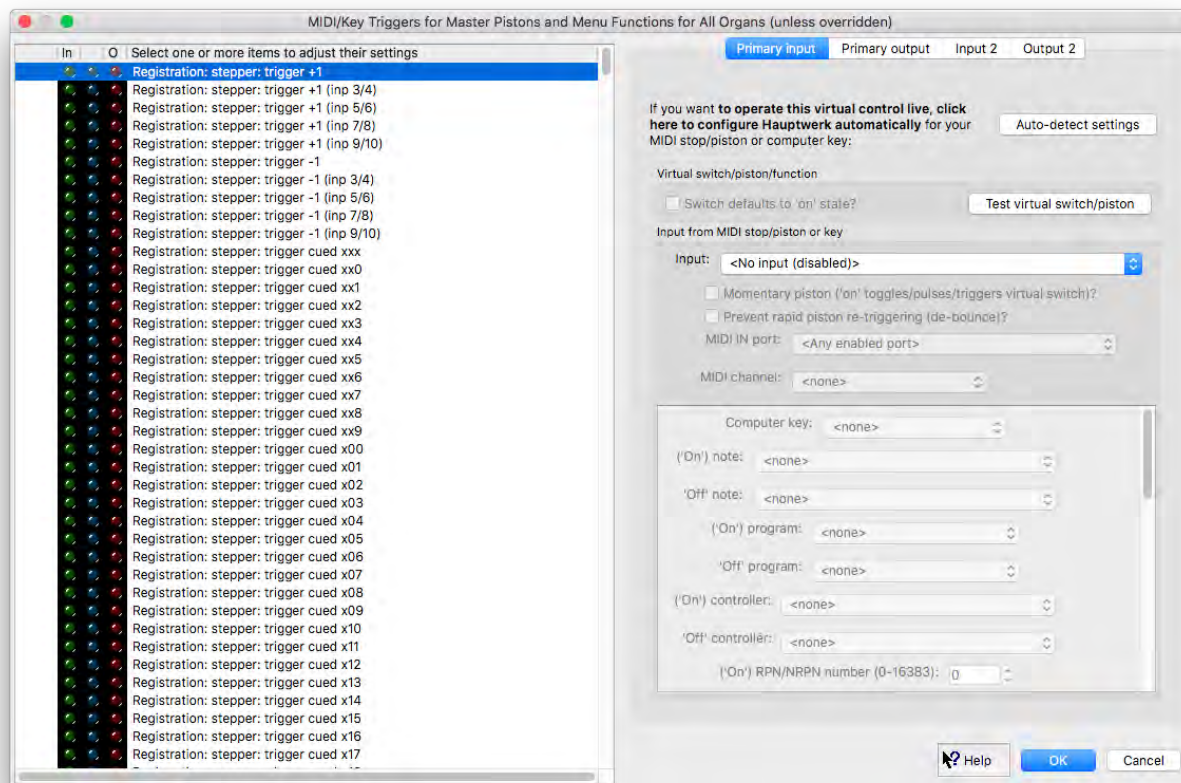 MIDI/Key Triggers for Master Pistons and Menu Functions for All Organs (unless overridden)
In O Select one or more items to adjust their settings
Registration: stepper: trigger +1
Registration: stepper: trigger +1 (inp 3/4)
Registration: stepper: trigger +1 (inp 5/6)
Registration: stepper: trigger +1 (inp 7/8)
Registration: stepper: trigger +1 (inp 9/10)
Registration: stepper: trigger -1
Registration: stepper: trigger -1 (inp 3/4)
Registration: stepper: trigger -1 (inp 5/6)
Registration: stepper: trigger -1 (inp 7/8)
Registration: stepper: trigger -1 (inp 9/10)
Registration: stepper: trigger cued xxx
Registration: stepper: trigger cued xx0
Registration: stepper: trigger cued xx1
Registration: stepper: trigger cued xx2
Registration: stepper: trigger cued xx3
Registration: stepper: trigger cued xx4
Registration: stepper: trigger cued xx5
Registration: stepper: trigger cued xx6
Registration: stepper: trigger cued xx7
Registration: stepper: trigger cued xx8
Registration: stepper: trigger cued xx9
Registration: stepper: trigger cued x00
Registration: stepper: trigger cued x01
Registration: stepper: trigger cued x02
Registration: stepper: trigger cued x03
Registration: stepper: trigger cued x04
Registration: stepper: trigger cued x05
Registration: stepper: trigger cued x06
Registration: stepper: trigger cued x07
Registration: stepper: trigger cued x08
Registration: stepper: trigger cued x09
Registration: stepper: trigger cued x10
Registration: stepper: trigger cued x11
Registration: stepper: trigger cued x12
Registration: stepper: trigger cued x13
Registration: stepper: trigger cued x14
Registration: stepper: trigger cued x15
Registration: stepper: trigger cued x16
Registration: stepper: trigger cued x17
Primary input Primary output Input 2 Output 2
If you want to operate this virtual control live, click
here to configure Hauptwerk automatically for your
MIDI stop/piston or computer key:
Auto-detect settings
Virtual switch/piston/function
Switch defaults to 'on' state?
Test virtual switch/piston
Input from MIDI stop/piston or key
Input: <No input (disabled)>
Momentary piston ('on' toggles/pulses/triggers virtual switch)?
Prevent rapid piston re-triggering (de-bounce)?
MIDI IN port: <Any enabled port>
MIDI channel: <none>
Computer key: <none>
('On') note: <none>
'Off' note: <none>
('On') program: <none>
'Off' program: <none>
('On') controller: <none>
'Off' controller: <none>
('On') RPN/NRPN number (0-16383): 0
Help OK Cancel